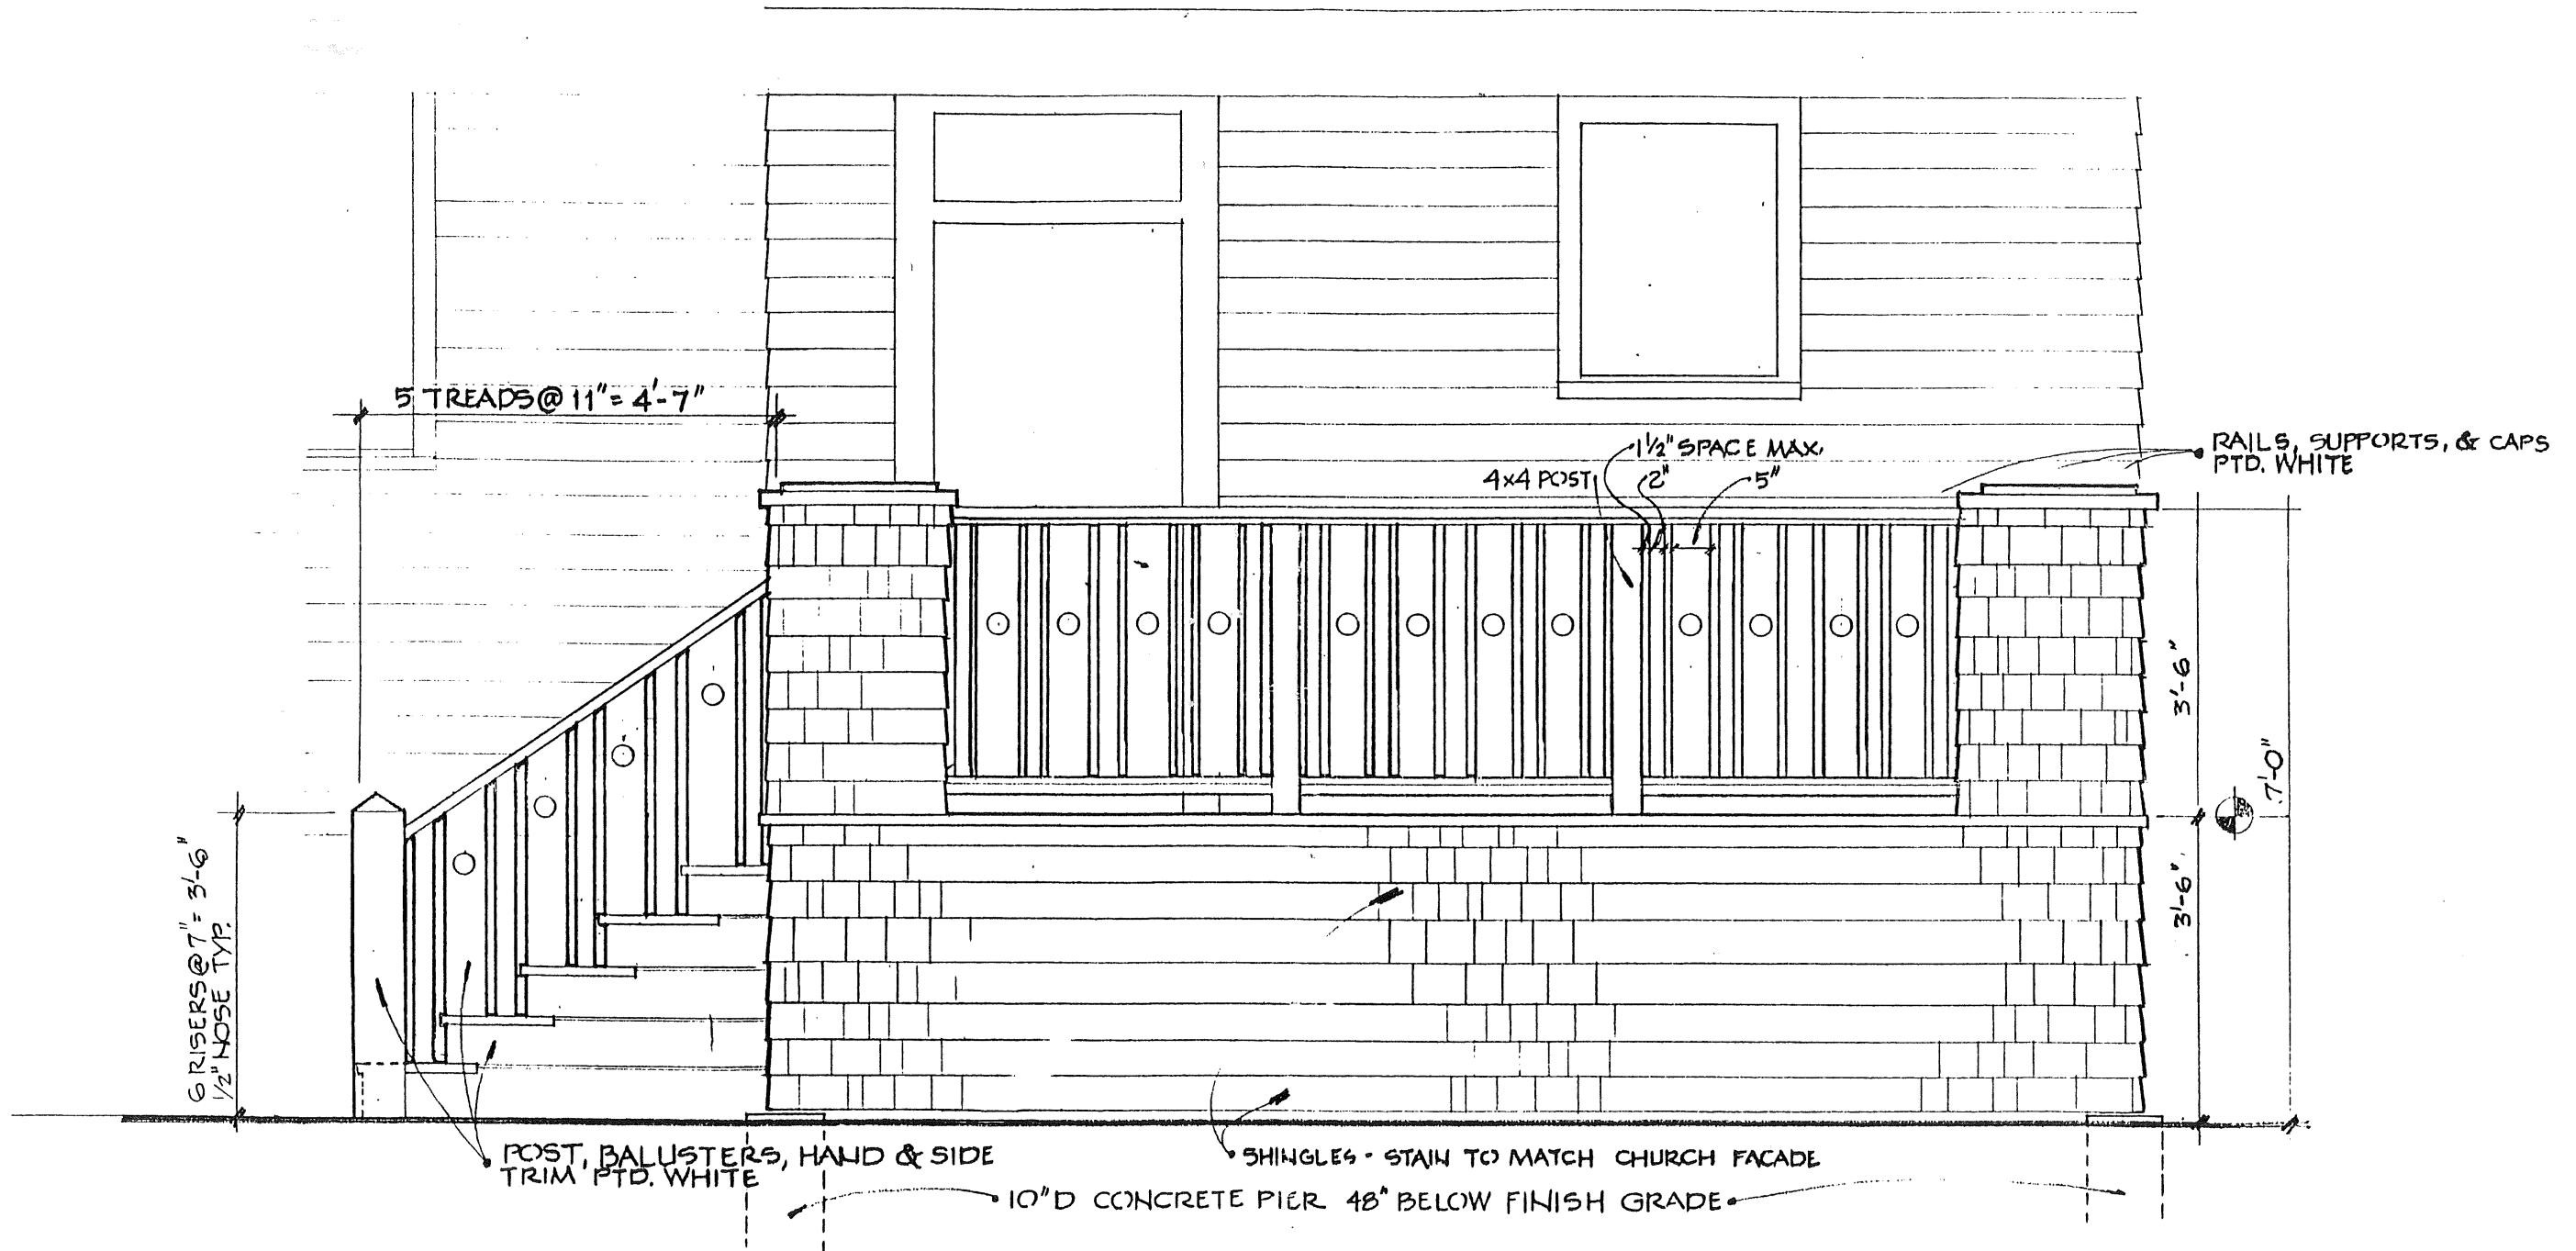 5 TREADS @ 11" = 4'-7"
1 1/2" SPACE MAX.
4x4 POST
2"
5"
RAILS, SUPPORTS, & CAPS
PTD. WHITE
3'-6"
7'-0"
3'-6"
6 RISERS @ 7" = 3'-6"
1/2" NOSE TYP.
POST, BALUSTERS, HAND & SIDE
TRIM PTD. WHITE
SHINGLES - STAIN TO MATCH CHURCH FACADE
10"D CONCRETE PIER 48" BELOW FINISH GRADE